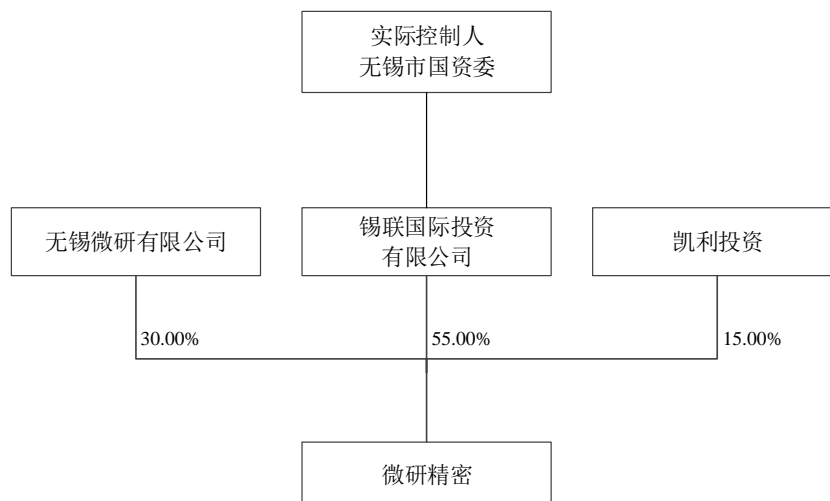 实际控制人
无锡市国资委
无锡微研有限公司
锡联国际投资
有限公司
凯利投资
30.00%
55.00%
15.00%
微研精密